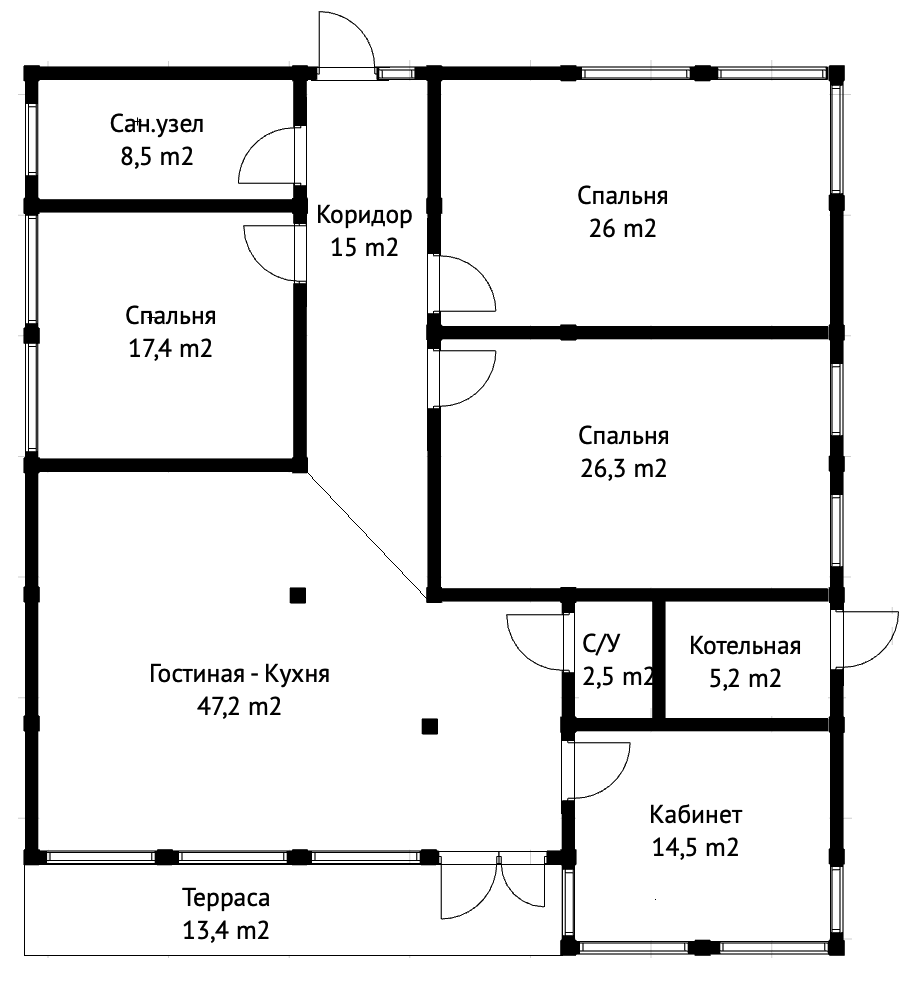 Сан.узел
8,5 m2
Коридор
15 m2
Спальня
26 m2
Спальня
17,4 m2
Спальня
26,3 m2
Гостиная - Кухня
47,2 m2
С/У
2,5 m2
Котельная
5,2 m2
Кабинет
14,5 m2
Терраса
13,4 m2